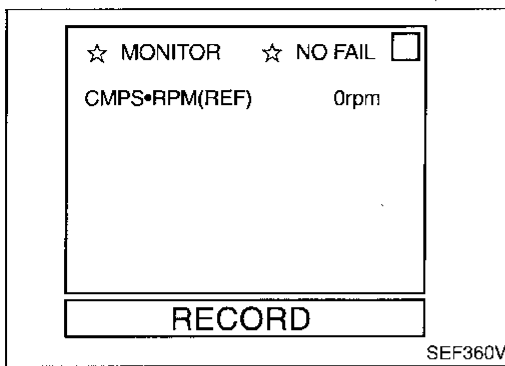 ☆ MONITOR ☆ NO FAIL
CMPS•RPM(REF) 0rpm
RECORD
SEF360V